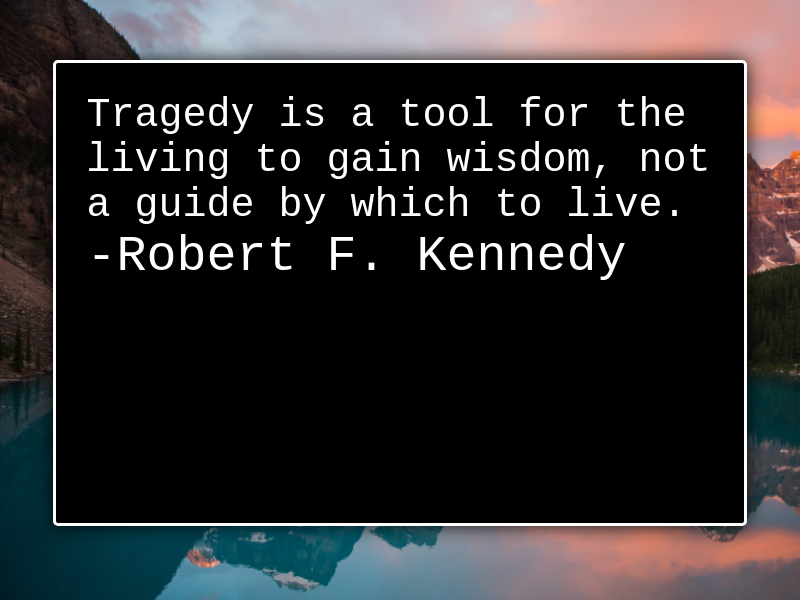 Tragedy is a tool for the
living to gain wisdom, not
a guide by which to live.
-Robert F. Kennedy